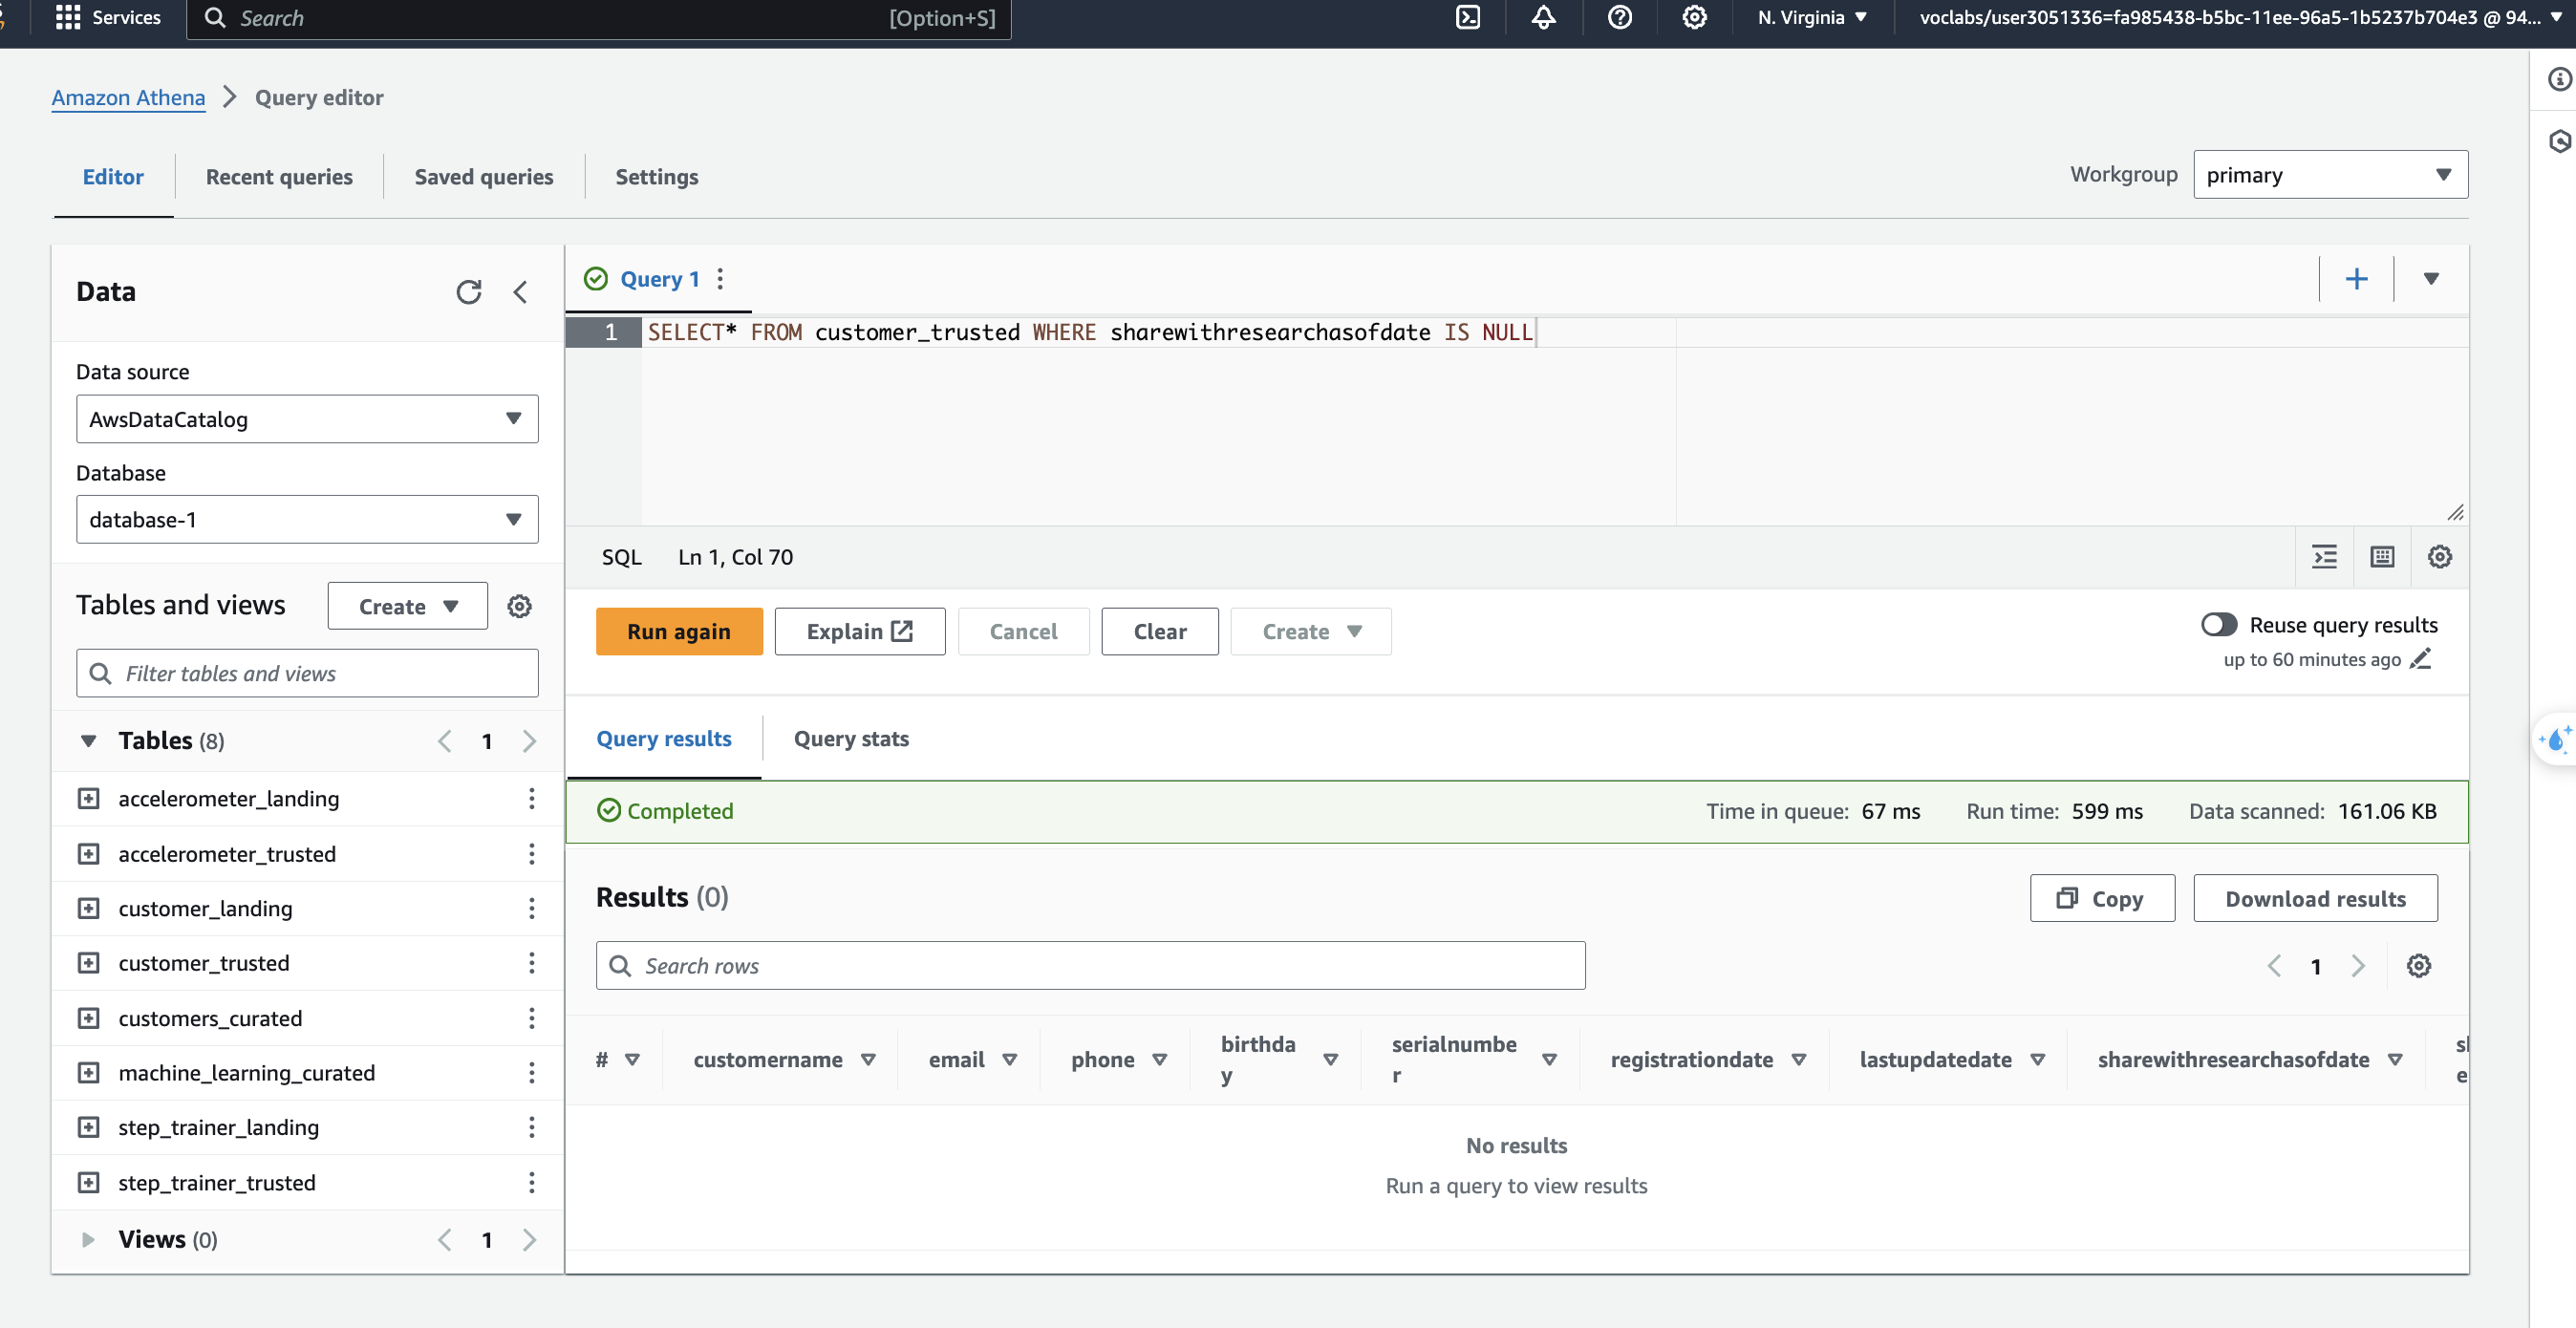 Services
Search
[Option+S]
N. Virginia
voclabs/user3051336=fa985438-b5bc-11ee-96a5-1b5237b704e3 @ 94...
Amazon Athena
Query editor
Editor
Recent queries
Saved queries
Settings
Workgroup
primary
Data
Data source
AwsDataCatalog
Database
database-1
Tables and views
Create
Filter tables and views
Tables (8)
1
accelerometer_landing
accelerometer_trusted
customer_landing
customer_trusted
customers_curated
machine_learning_curated
step_trainer_landing
step_trainer_trusted
Views (0)
1
Query 1
1
SELECT* FROM customer_trusted WHERE sharewithresearchasofdate IS NULL
SQL
Ln 1, Col 70
Run again
Explain
Cancel
Clear
Create
Reuse query results
up to 60 minutes ago
Query results
Query stats
Completed
Time in queue: 67 ms
Run time: 599 ms
Data scanned: 161.06 KB
Results (0)
Copy
Download results
Search rows
1
#
customername
email
phone
birthda
y
serialnumbe
r
registrationdate
lastupdatedate
sharewithresearchasofdate
No results
Run a query to view results